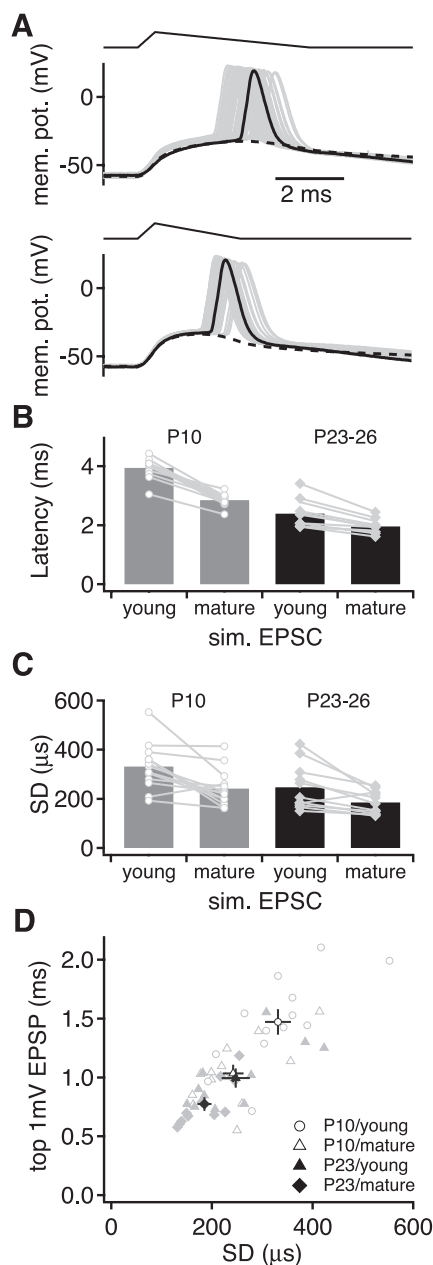 A
mem. pot. (mV)
0
-50
2 ms
mem. pot. (mV)
0
-50
B
P10 P23-26
Latency (ms)
4
2
0
young mature young mature
sim. EPSC
C
P10 P23-26
SD (µs)
600
400
200
0
young mature young mature
sim. EPSC
D
top 1mV EPSP (ms)
2.0
1.5
1.0
0.5
0.0
P10/young
P10/mature
P23/young
P23/mature
0 200 400 600
SD (µs)